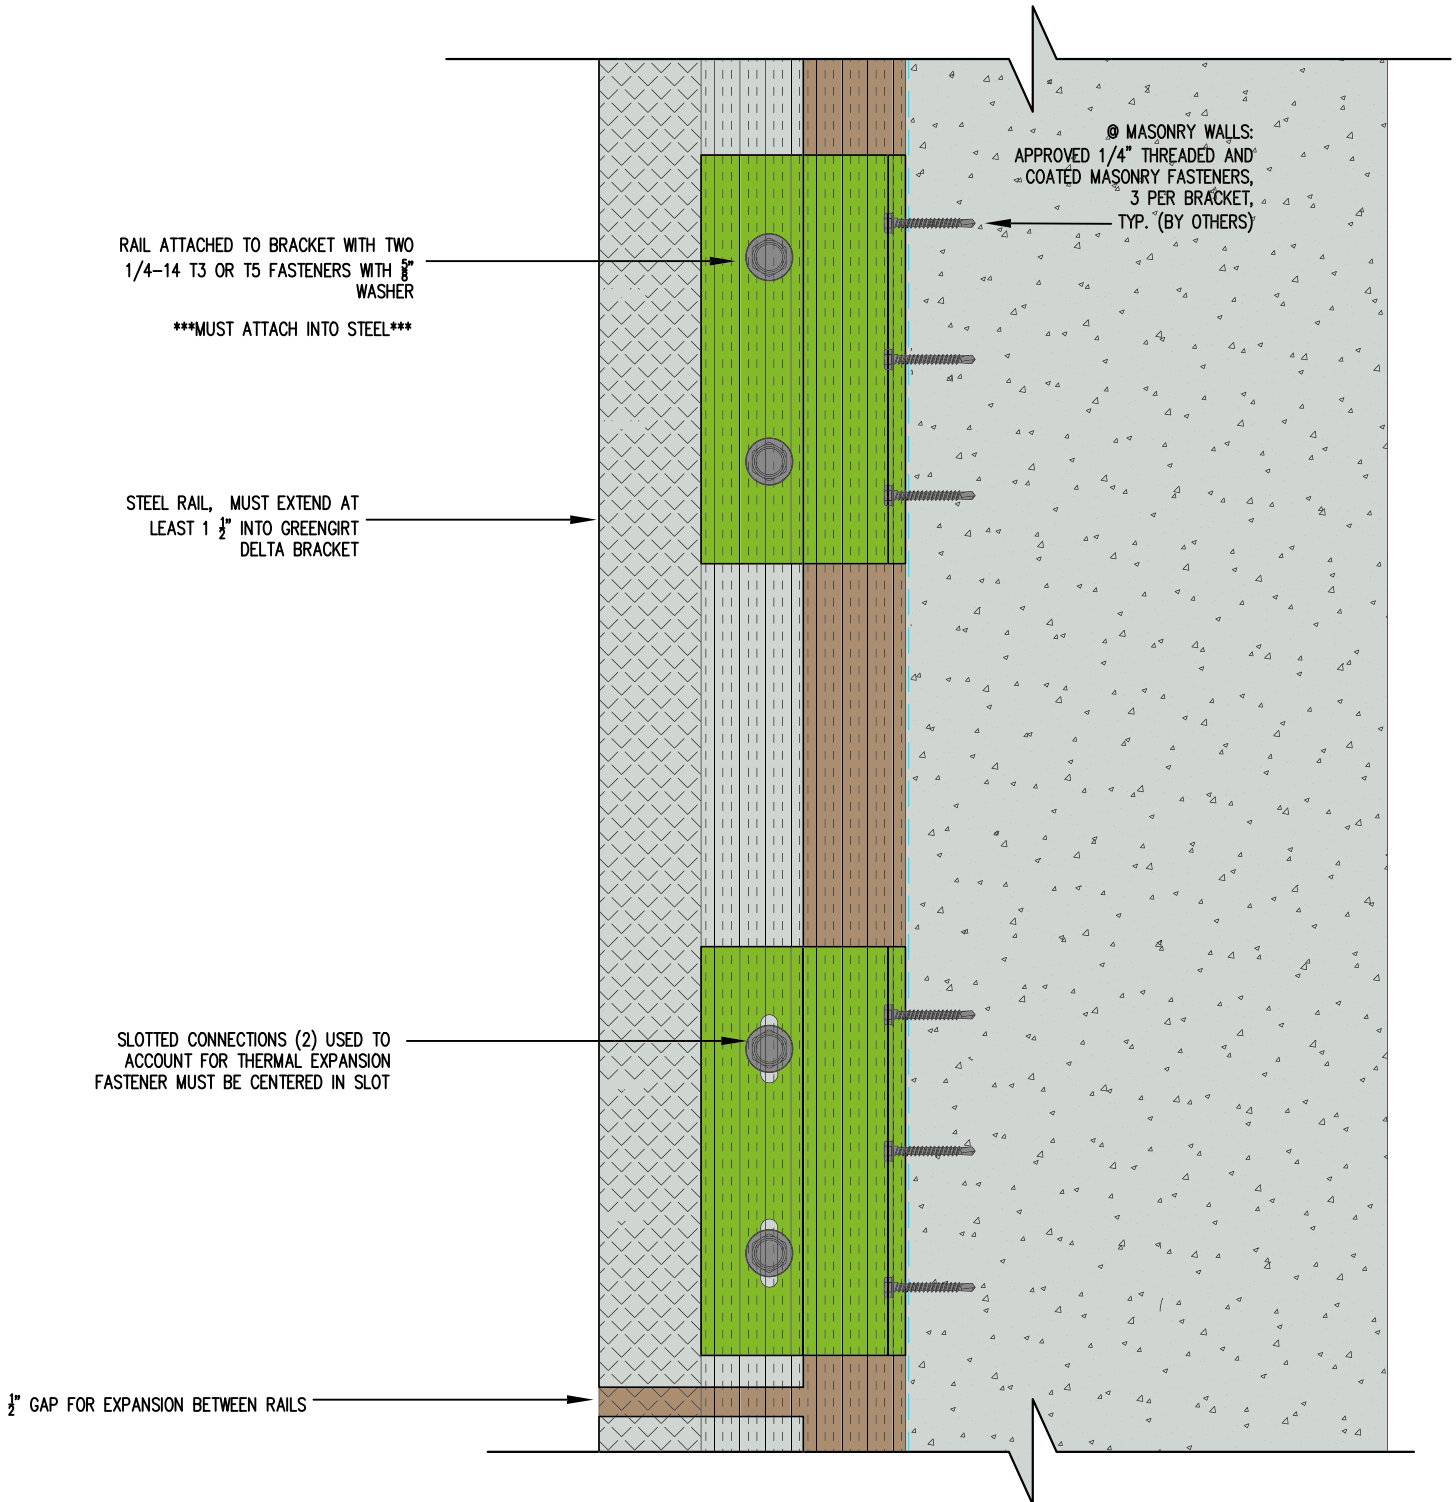 @ MASONRY WALLS:
APPROVED 1/4" THREADED AND
COATED MASONRY FASTENERS,
3 PER BRACKET,
TYP. (BY OTHERS)
RAIL ATTACHED TO BRACKET WITH TWO
1/4-14 T3 OR T5 FASTENERS WITH 5/8"
WASHER
***MUST ATTACH INTO STEEL***
STEEL RAIL, MUST EXTEND AT
LEAST 1 1/2" INTO GREENGIRT
DELTA BRACKET
SLOTTED CONNECTIONS (2) USED TO
ACCOUNT FOR THERMAL EXPANSION
FASTENER MUST BE CENTERED IN SLOT
1/2" GAP FOR EXPANSION BETWEEN RAILS